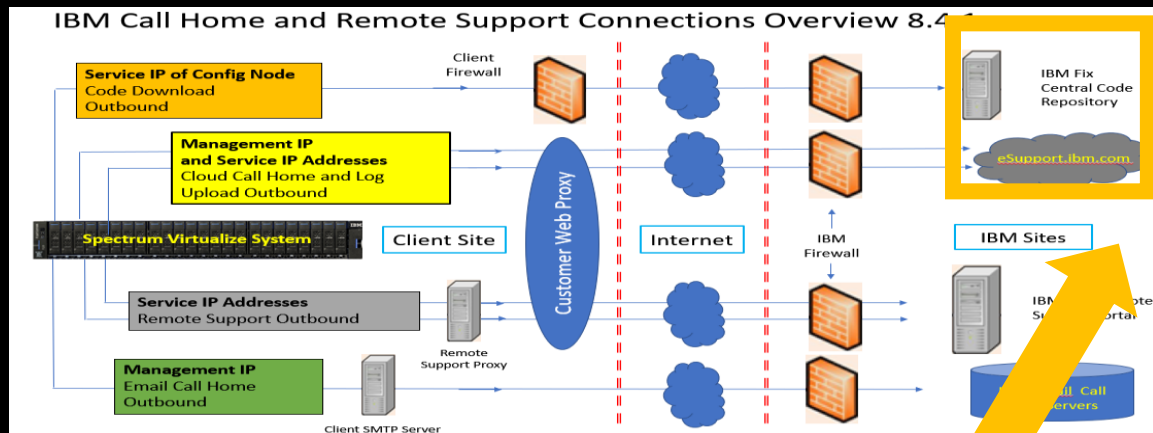 IBM Call Home and Remote Support Connections Overview 8.4.1
Client
Firewall
Service IP of Config Node
Code Download
Outbound
IBM Fix
Central Code
Repository
Management IP
and Service IP Addresses
Cloud Call Home and Log
Upload Outbound
eSupport.ibm.com
Spectrum Virtualize System
Client Site
Customer Web Proxy
Internet
IBM
Firewall
IBM Sites
Service IP Addresses
Remote Support Outbound
Remote
Support Proxy
Management IP
Email Call Home
Outbound
Client SMTP Server
Call